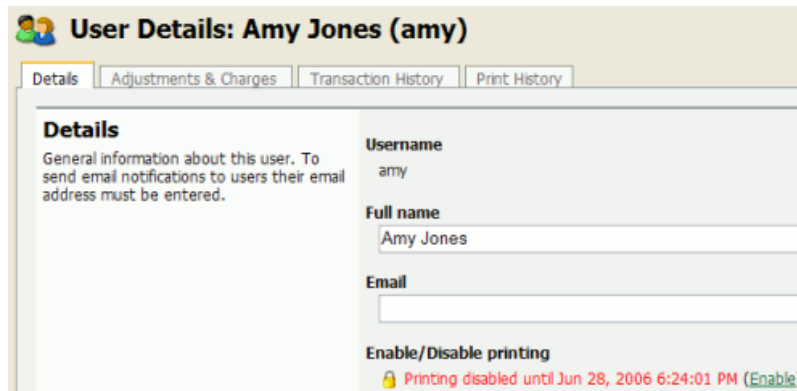 User Details: Amy Jones (amy)
Details Adjustments & Charges Transaction History Print History
Details
General information about this user. To
send email notifications to users their email
address must be entered.
Username
amy
Full name
Amy Jones
Email
Enable/Disable printing
Printing disabled until Jun 28, 2006 6:24:01 PM (Enable